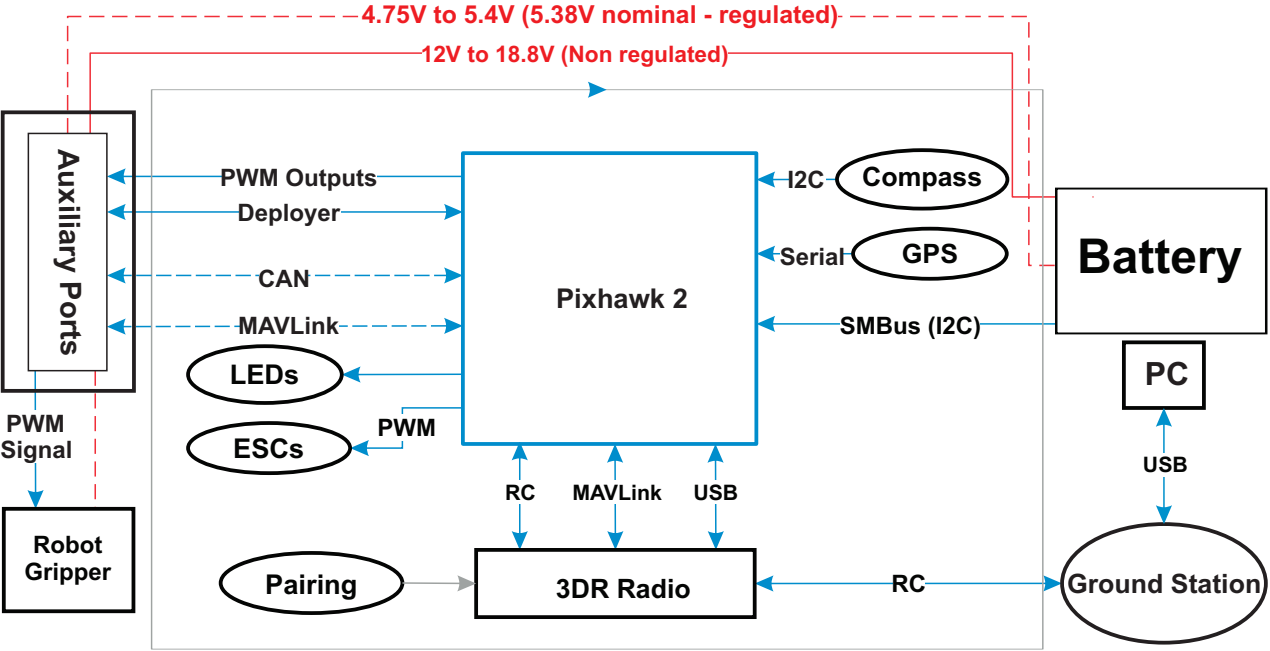 4.75V to 5.4V (5.38V nominal - regulated)
12V to 18.8V (Non regulated)
Auxiliary Ports
PWM Outputs
Deployer
CAN
MAVLink
LEDs
ESCs
PWM
Pixhawk 2
I2C
Compass
Serial
GPS
SMBus (I2C)
Battery
PC
USB
PWM
Signal
Robot
Gripper
RC
MAVLink
USB
Pairing
3DR Radio
RC
Ground Station